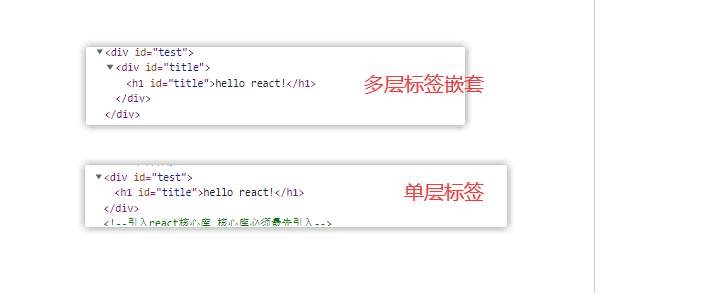 ▼<div id="test">
▼<div id="title">
<h1 id="title">hello react!</h1>
</div>
</div>
多层标签嵌套
▼<div id="test">
<h1 id="title">hello react!</h1>
</div>
<!--引入react核心库,核心库必须最先引入-->
单层标签